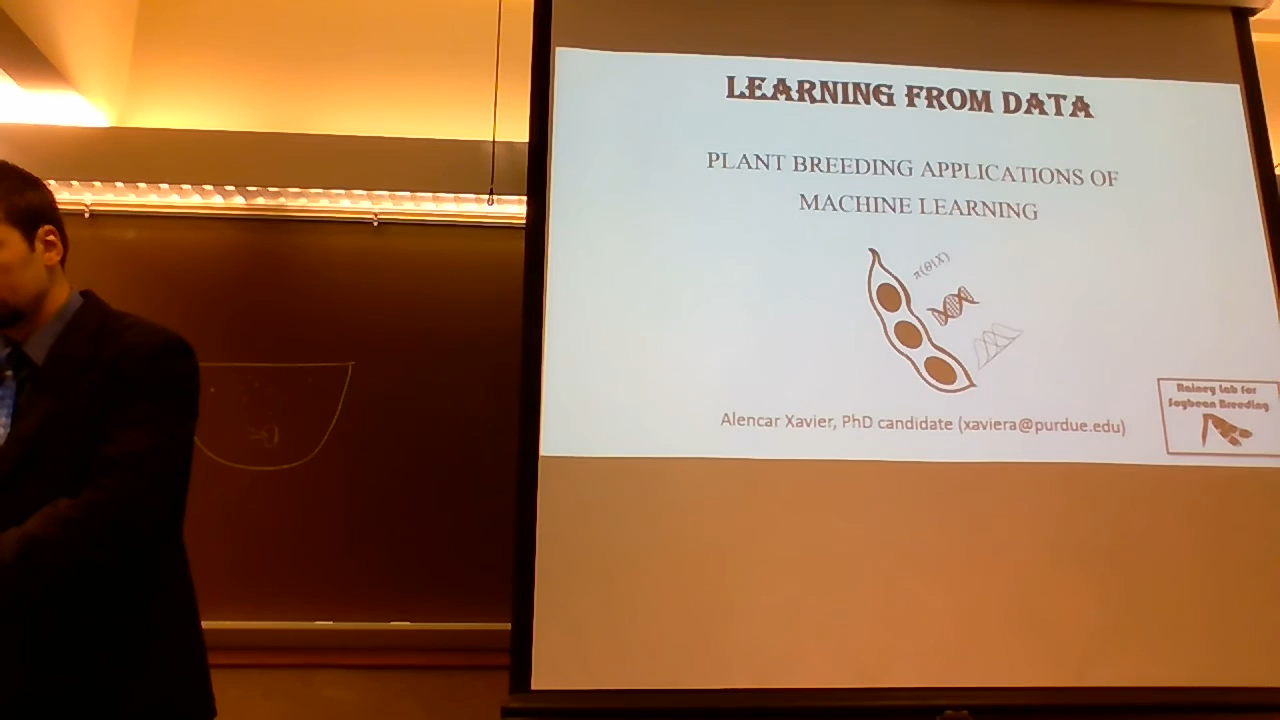 LEARNING FROM DATA
PLANT BREEDING APPLICATIONS OF
MACHINE LEARNING
π(θ|X)
Alencar Xavier, PhD candidate (xaviera@purdue.edu)
Rainey Lab for
Soybean Breeding